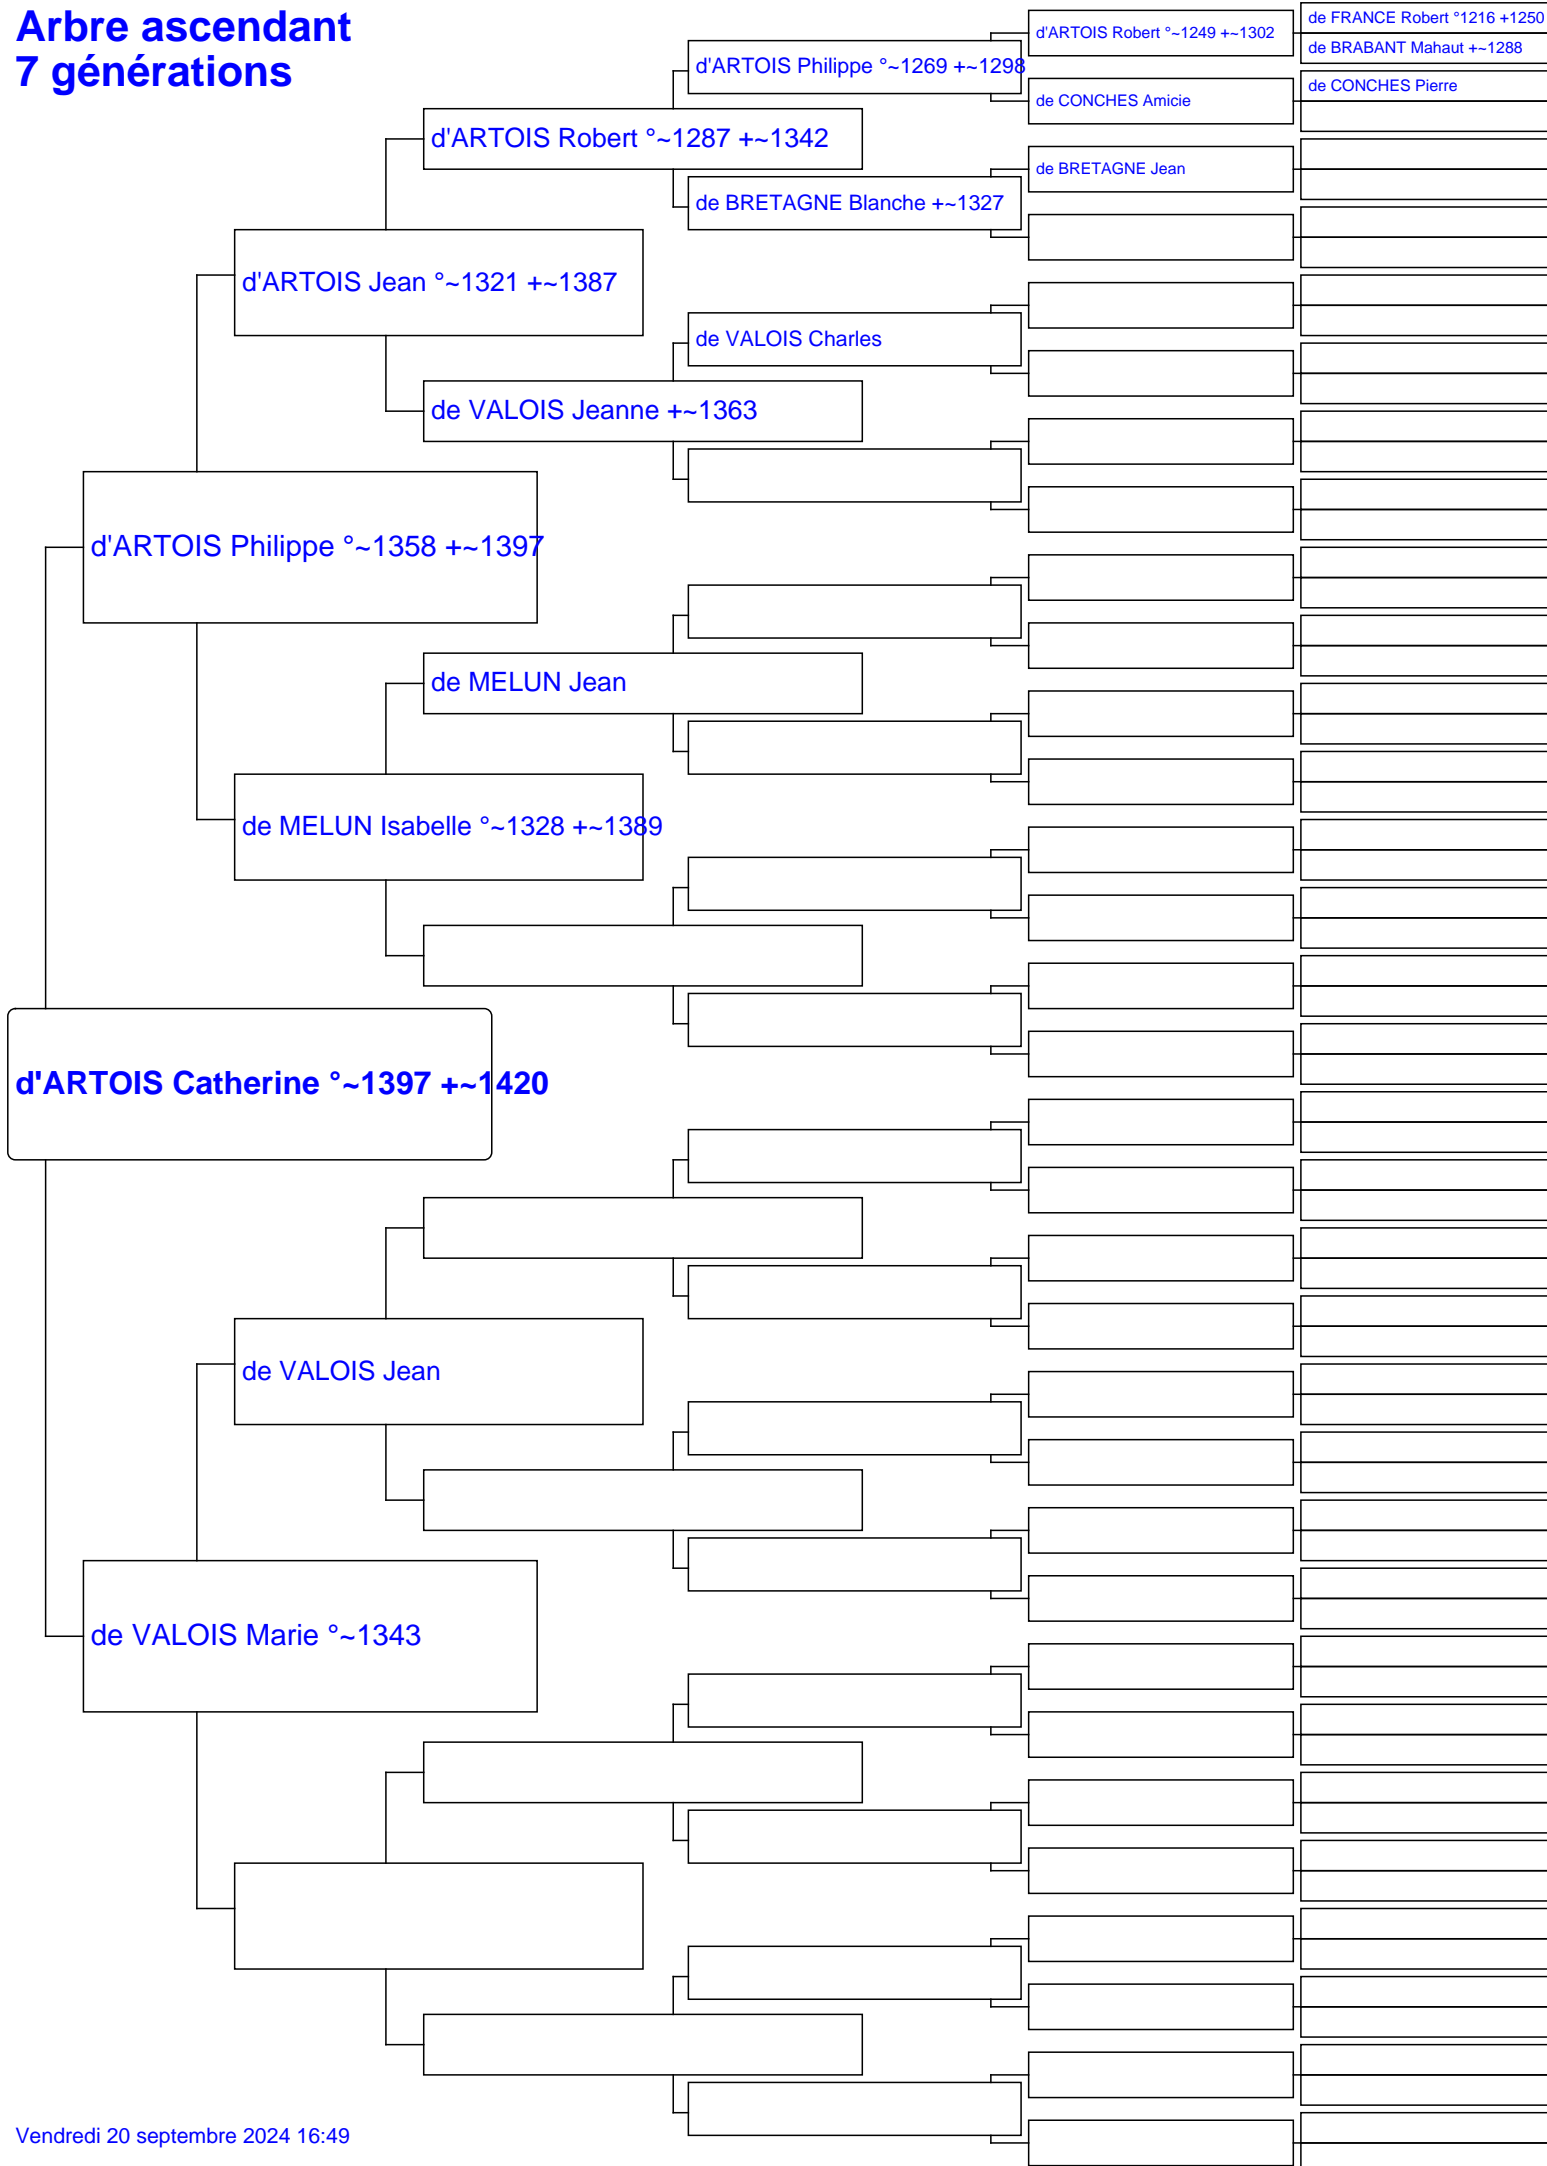 Arbre ascendant
7 générations
de FRANCE Robert °1216 +1250
d'ARTOIS Robert °~1249 +~1302
de BRABANT Mahaut +~1288
d'ARTOIS Philippe °~1269 +~1298
de CONCHES Pierre
de CONCHES Amicie
d'ARTOIS Robert °~1287 +~1342
de BRETAGNE Jean
de BRETAGNE Blanche +~1327
d'ARTOIS Jean °~1321 +~1387
de VALOIS Charles
de VALOIS Jeanne +~1363
d'ARTOIS Philippe °~1358 +~1397
de MELUN Jean
de MELUN Isabelle °~1328 +~1389
d'ARTOIS Catherine °~1397 +~1420
de VALOIS Jean
de VALOIS Marie °~1343
Vendredi 20 septembre 2024 16:49